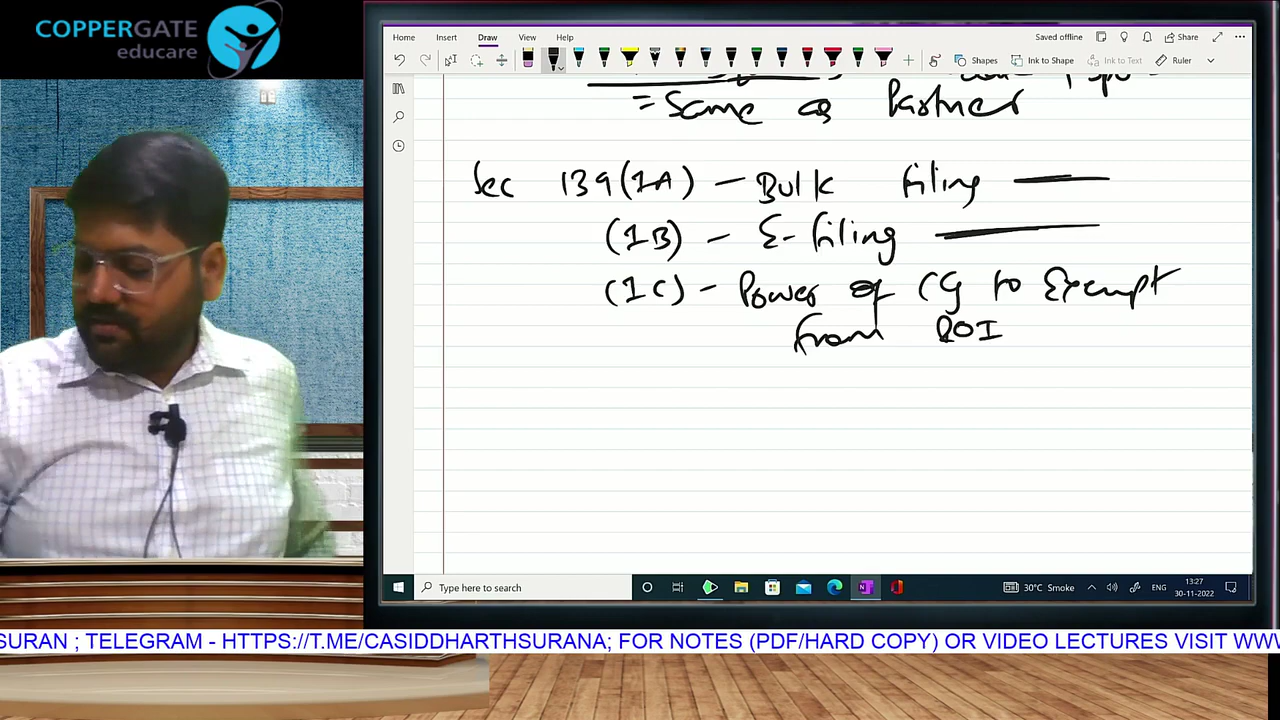 COPPERGATE
educare
Home Insert Draw View Help
Saved offline
Share
Shapes
Ink to Shape
Ink to Text
Ruler
= Same as Partner
Sec 139(1A) - Bulk filing
(1B) - E-filing
(1C) - Power of CG to Exempt
from ROI
Type here to search
30°C Smoke
ENG
13:27
30-11-2022
SURAN ; TELEGRAM - HTTPS://T.ME/CASIDDHARTHSURANA; FOR NOTES (PDF/HARD COPY) OR VIDEO LECTURES VISIT WWW